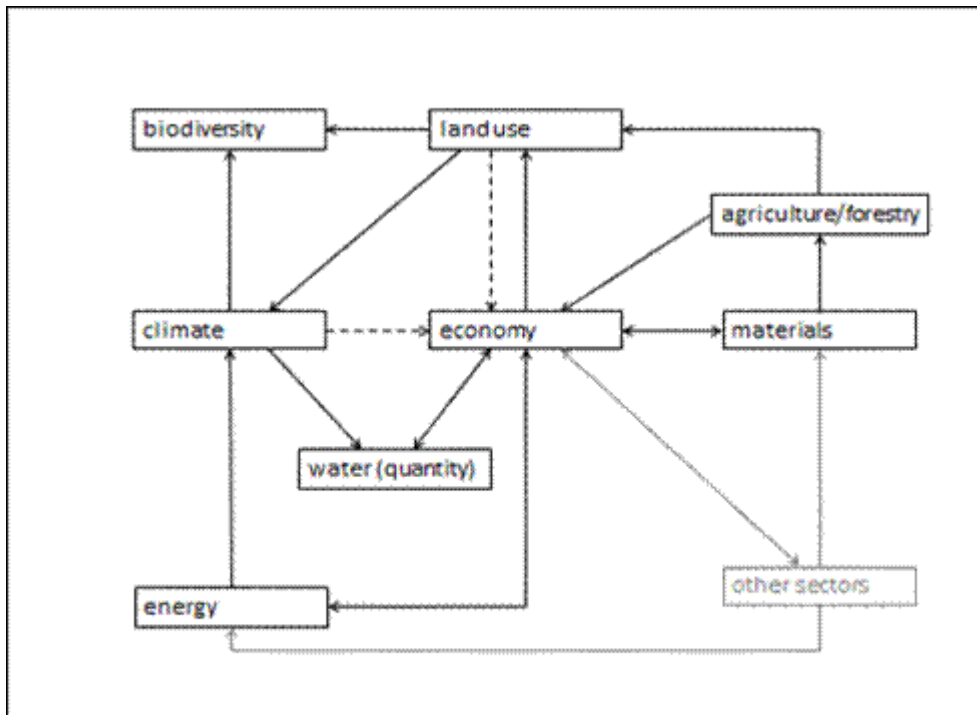 biodiversity
land use
agriculture/forestry
climate
economy
materials
water (quantity)
other sectors
energy